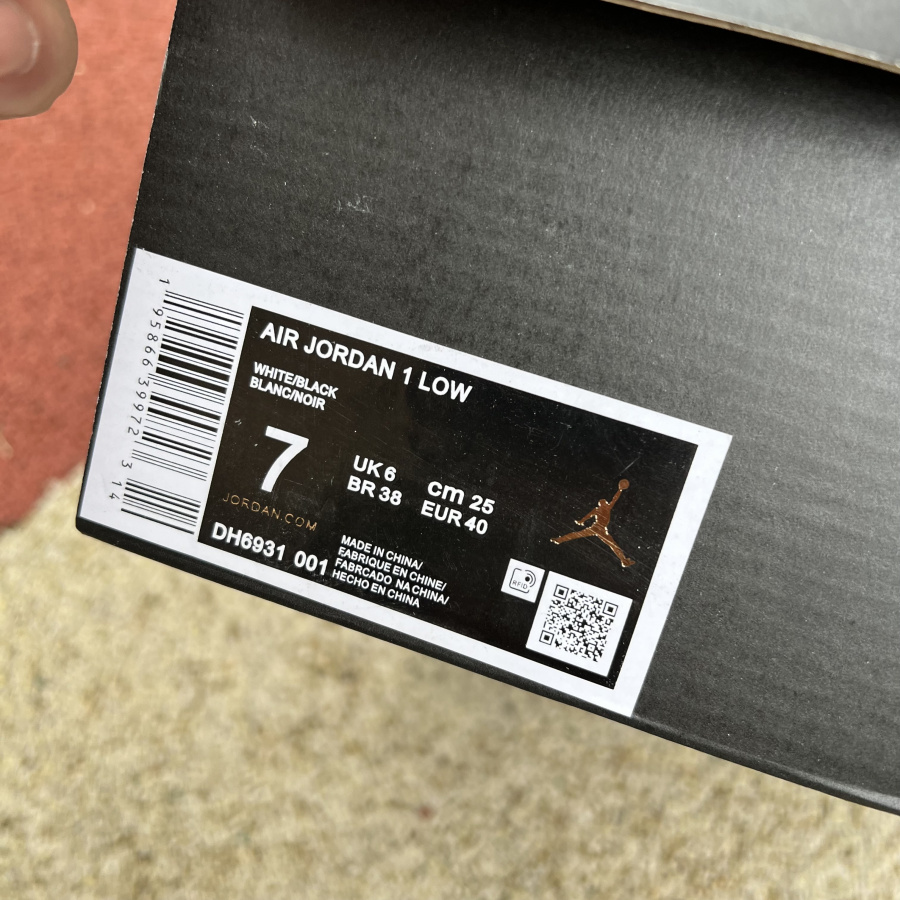 1 95866 39972 3 14
AIR JORDAN 1 LOW
WHITE/BLACK
BLANC/NOIR
7
UK 6
BR 38
cm 25
EUR 40
JORDAN.COM
DH6931 001
MADE IN CHINA/
FABRIQUE EN CHINE/
FABRCADO NA CHINA/
HECHO EN CHINA
RFID